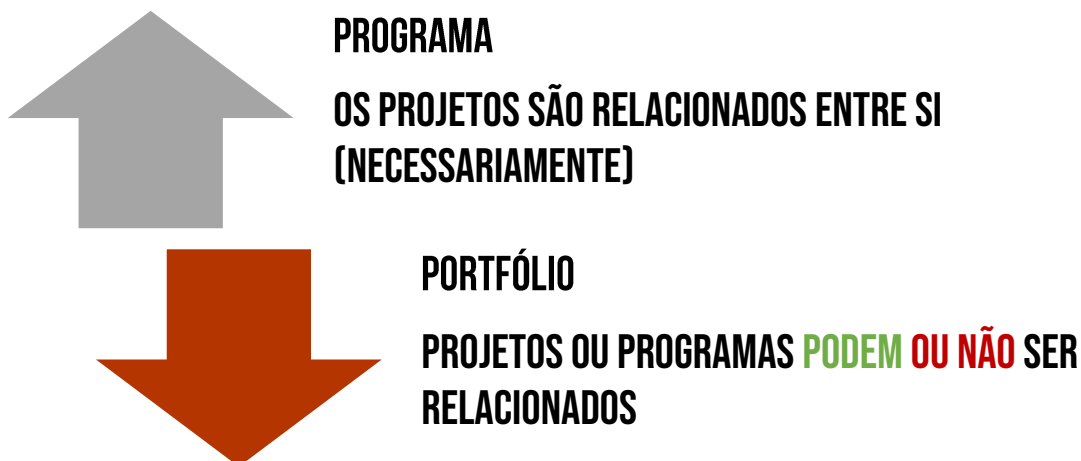 PROGRAMA
OS PROJETOS SÃO RELACIONADOS ENTRE SI
(NECESSARIAMENTE)
PORTFÓLIO
PROJETOS OU PROGRAMAS PODEM OU NÃO SER
RELACIONADOS